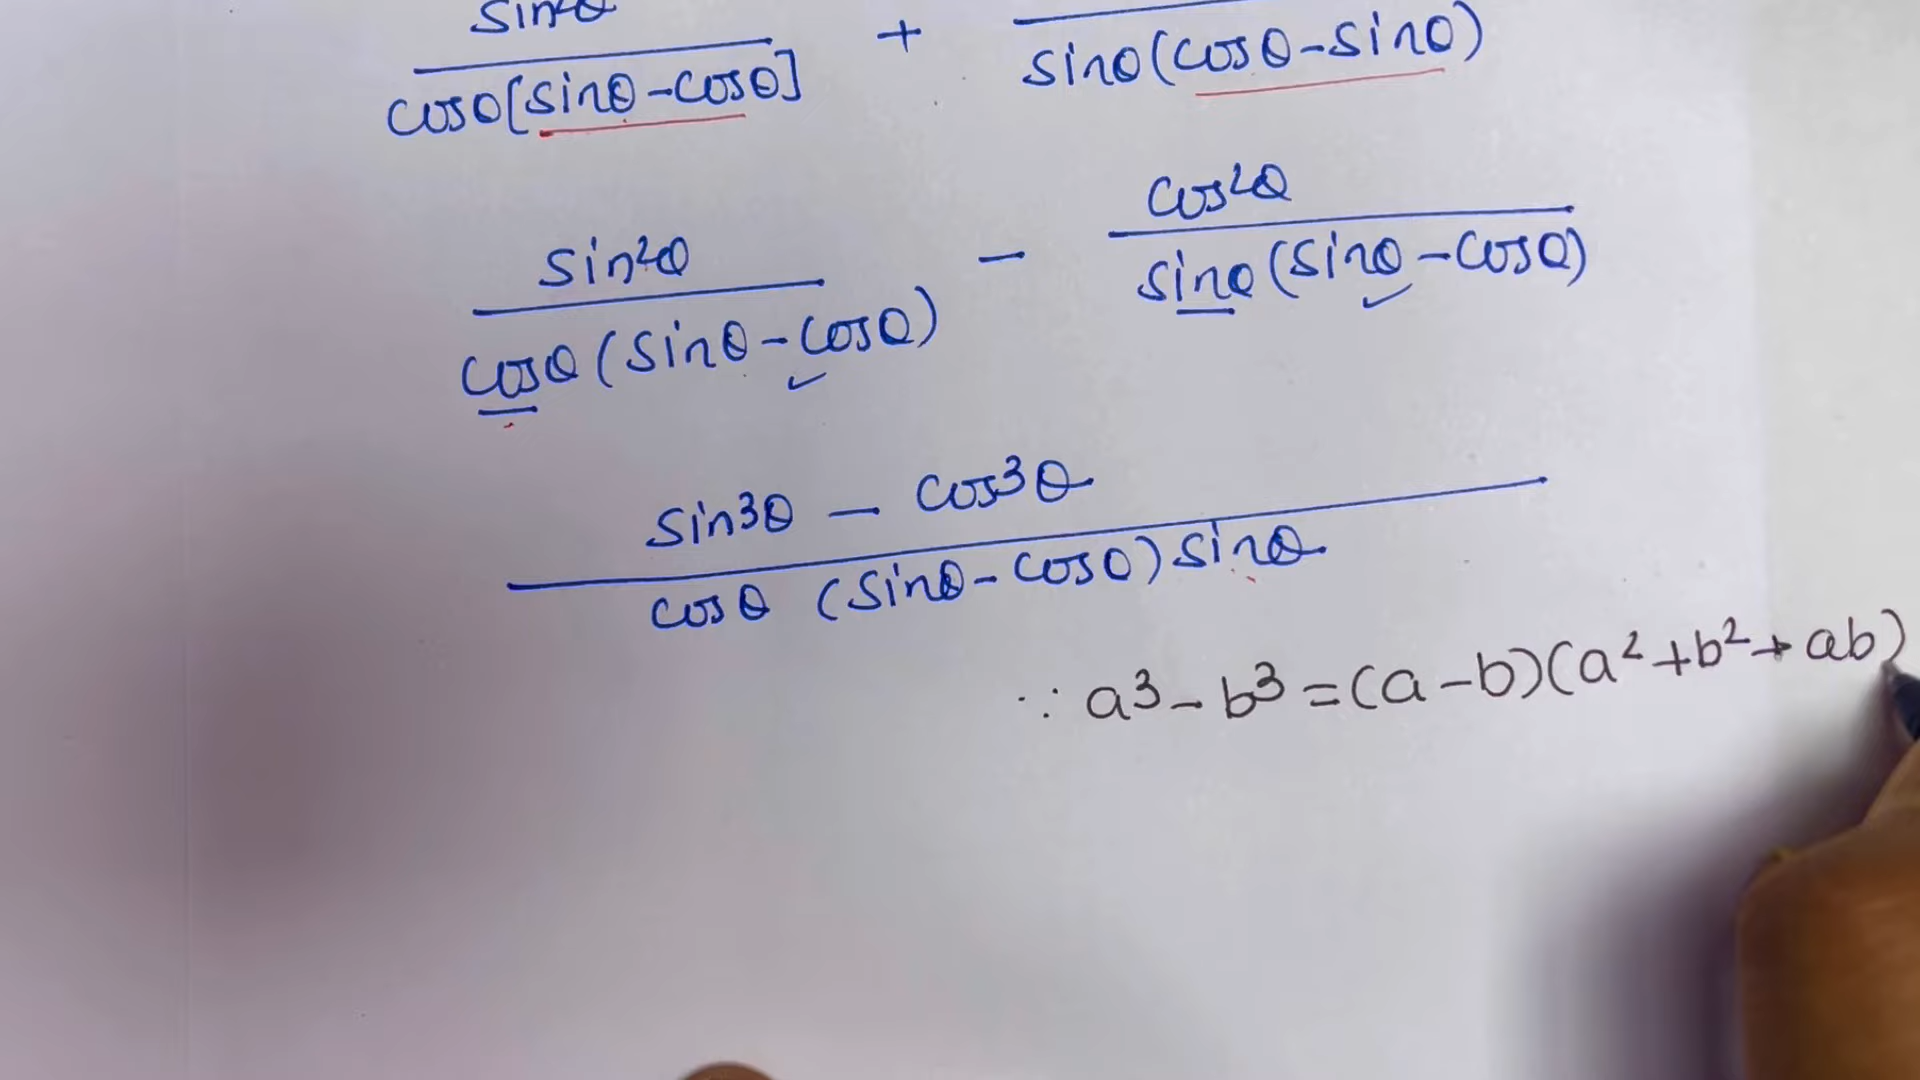 sin²θ
+
cosθ[sinθ-cosθ] sinθ(cosθ-sinθ)
sin²θ - cos²θ
cosθ(sinθ-cosθ) sinθ(sinθ-cosθ)
sin³θ - cos³θ
cosθ (sinθ-cosθ) sinθ
∵ a³-b³=(a-b)(a²+b²+ab)